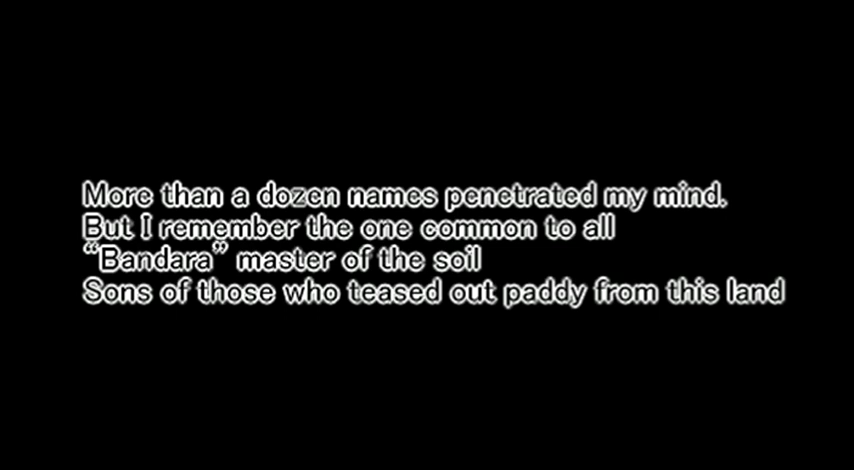 More than a dozen names penetrated my mind.
But I remember the one common to all
“Bandara” master of the soil
Sons of those who teased out paddy from this land